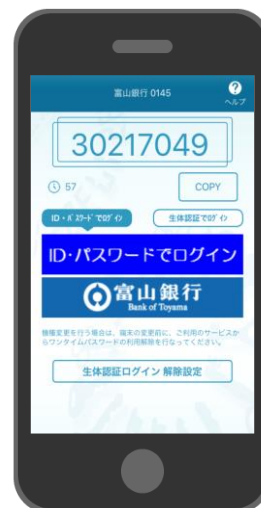 富山銀行 0145
?
ヘルプ
30217049
57
COPY
ID・パスワードでログイン
生体認証でログイン
ID・パスワードでログイン
富山銀行
Bank of Toyama
機種変更を行う場合は、端末の変更前に、ご利用のサービスか
らワンタイムパスワードの利用解除を行なってください。
生体認証ログイン 解除設定